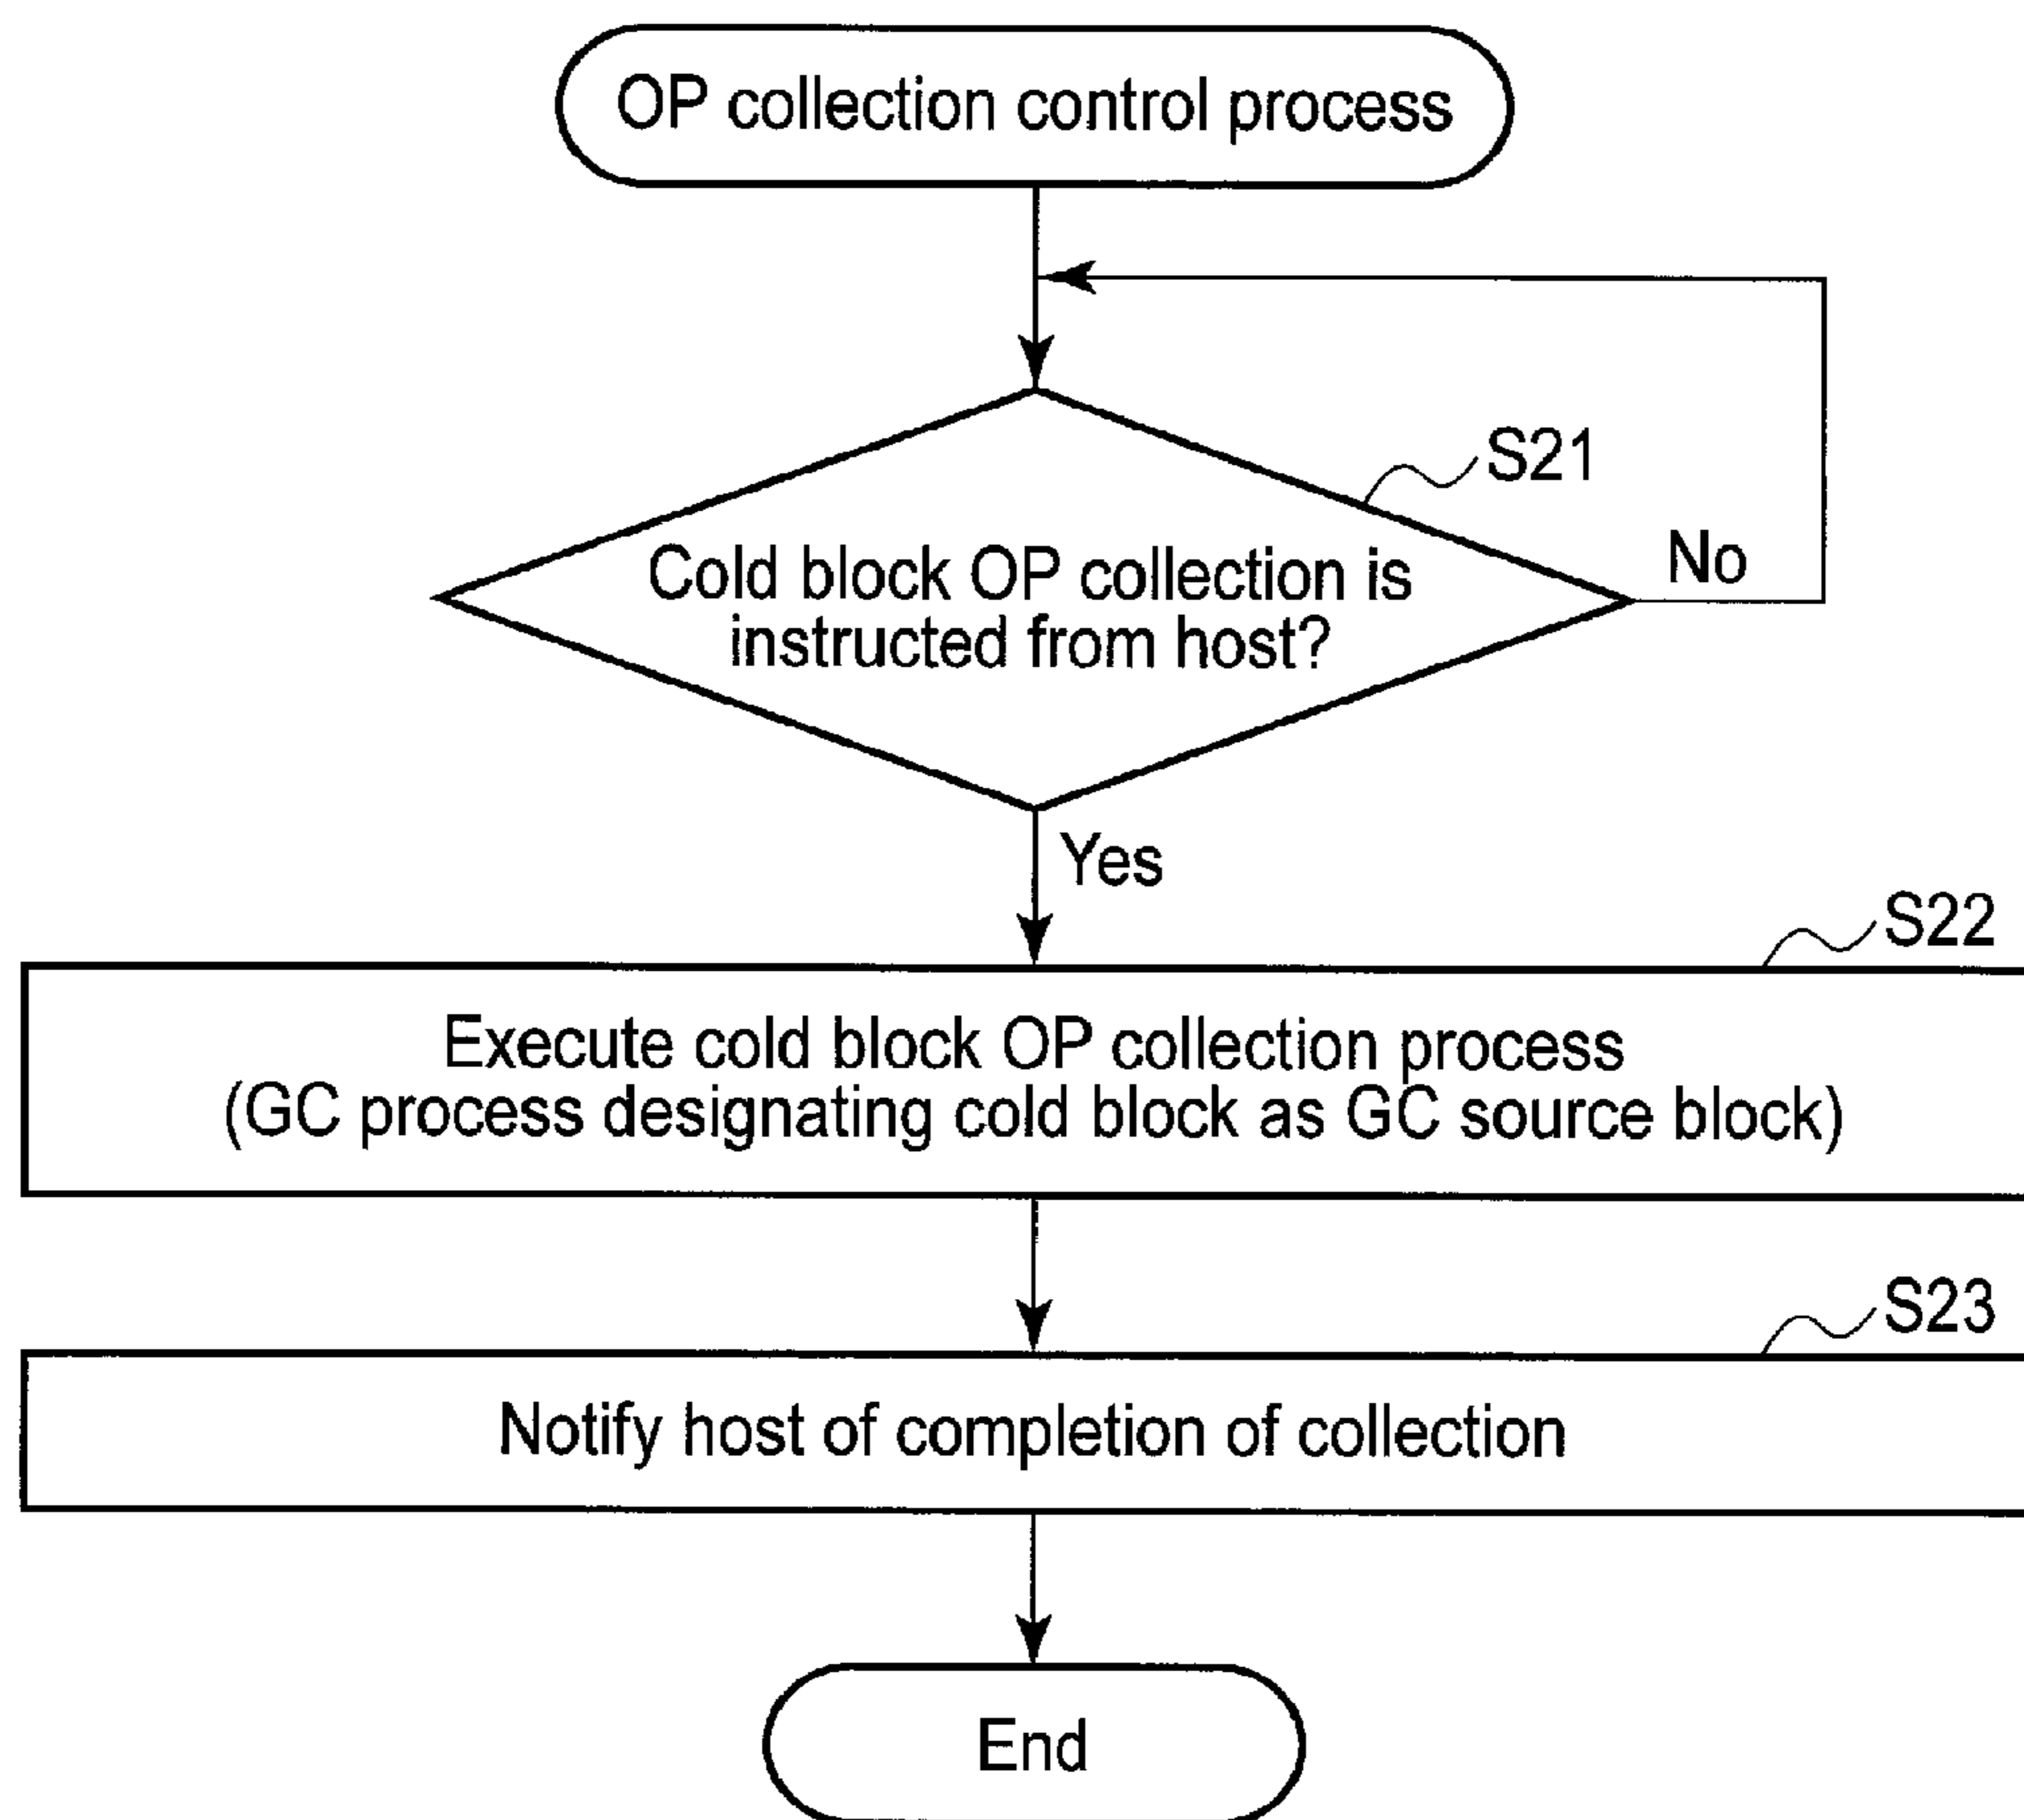 OP collection control process
S21
Cold block OP collection is
instructed from host?
No
Yes
S22
Execute cold block OP collection process
(GC process designating cold block as GC source block)
S23
Notify host of completion of collection
End